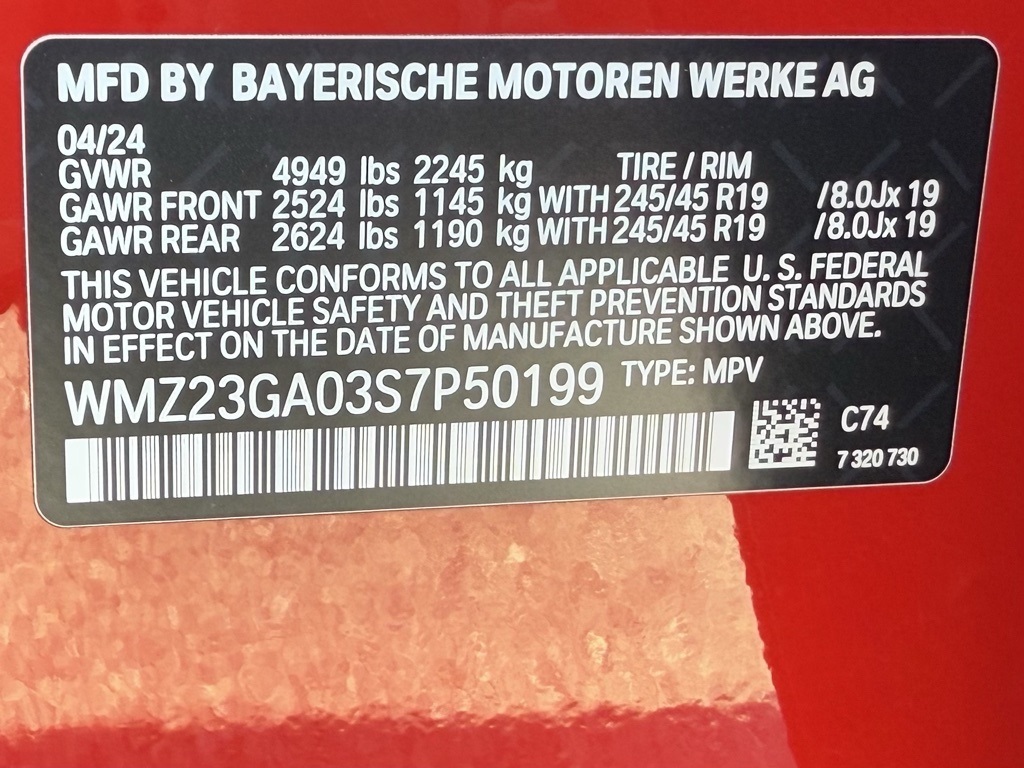 MFD BY BAYERISCHE MOTOREN WERKE AG
04/24
GVWR 4949 lbs 2245 kg TIRE / RIM
GAWR FRONT 2524 lbs 1145 kg WITH 245/45 R19 /8.0Jx 19
GAWR REAR 2624 lbs 1190 kg WITH 245/45 R19 /8.0Jx 19
THIS VEHICLE CONFORMS TO ALL APPLICABLE U. S. FEDERAL
MOTOR VEHICLE SAFETY AND THEFT PREVENTION STANDARDS
IN EFFECT ON THE DATE OF MANUFACTURE SHOWN ABOVE.
WMZ23GA03S7P50199 TYPE: MPV
C74
7 320 730